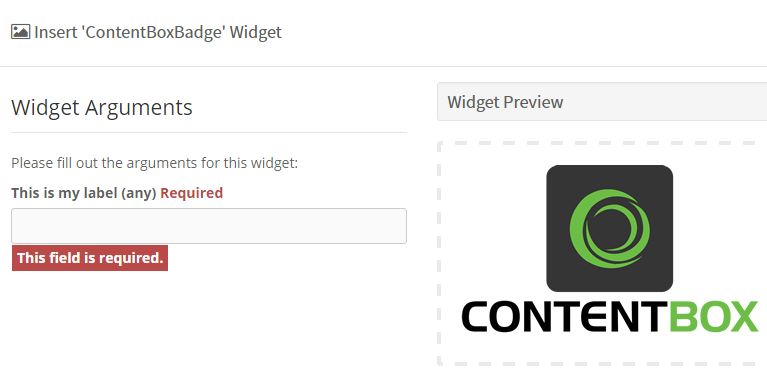 Insert 'ContentBoxBadge' Widget
Widget Arguments
Please fill out the arguments for this widget:
This is my label (any) Required
This field is required.
Widget Preview
CONTENTBOX